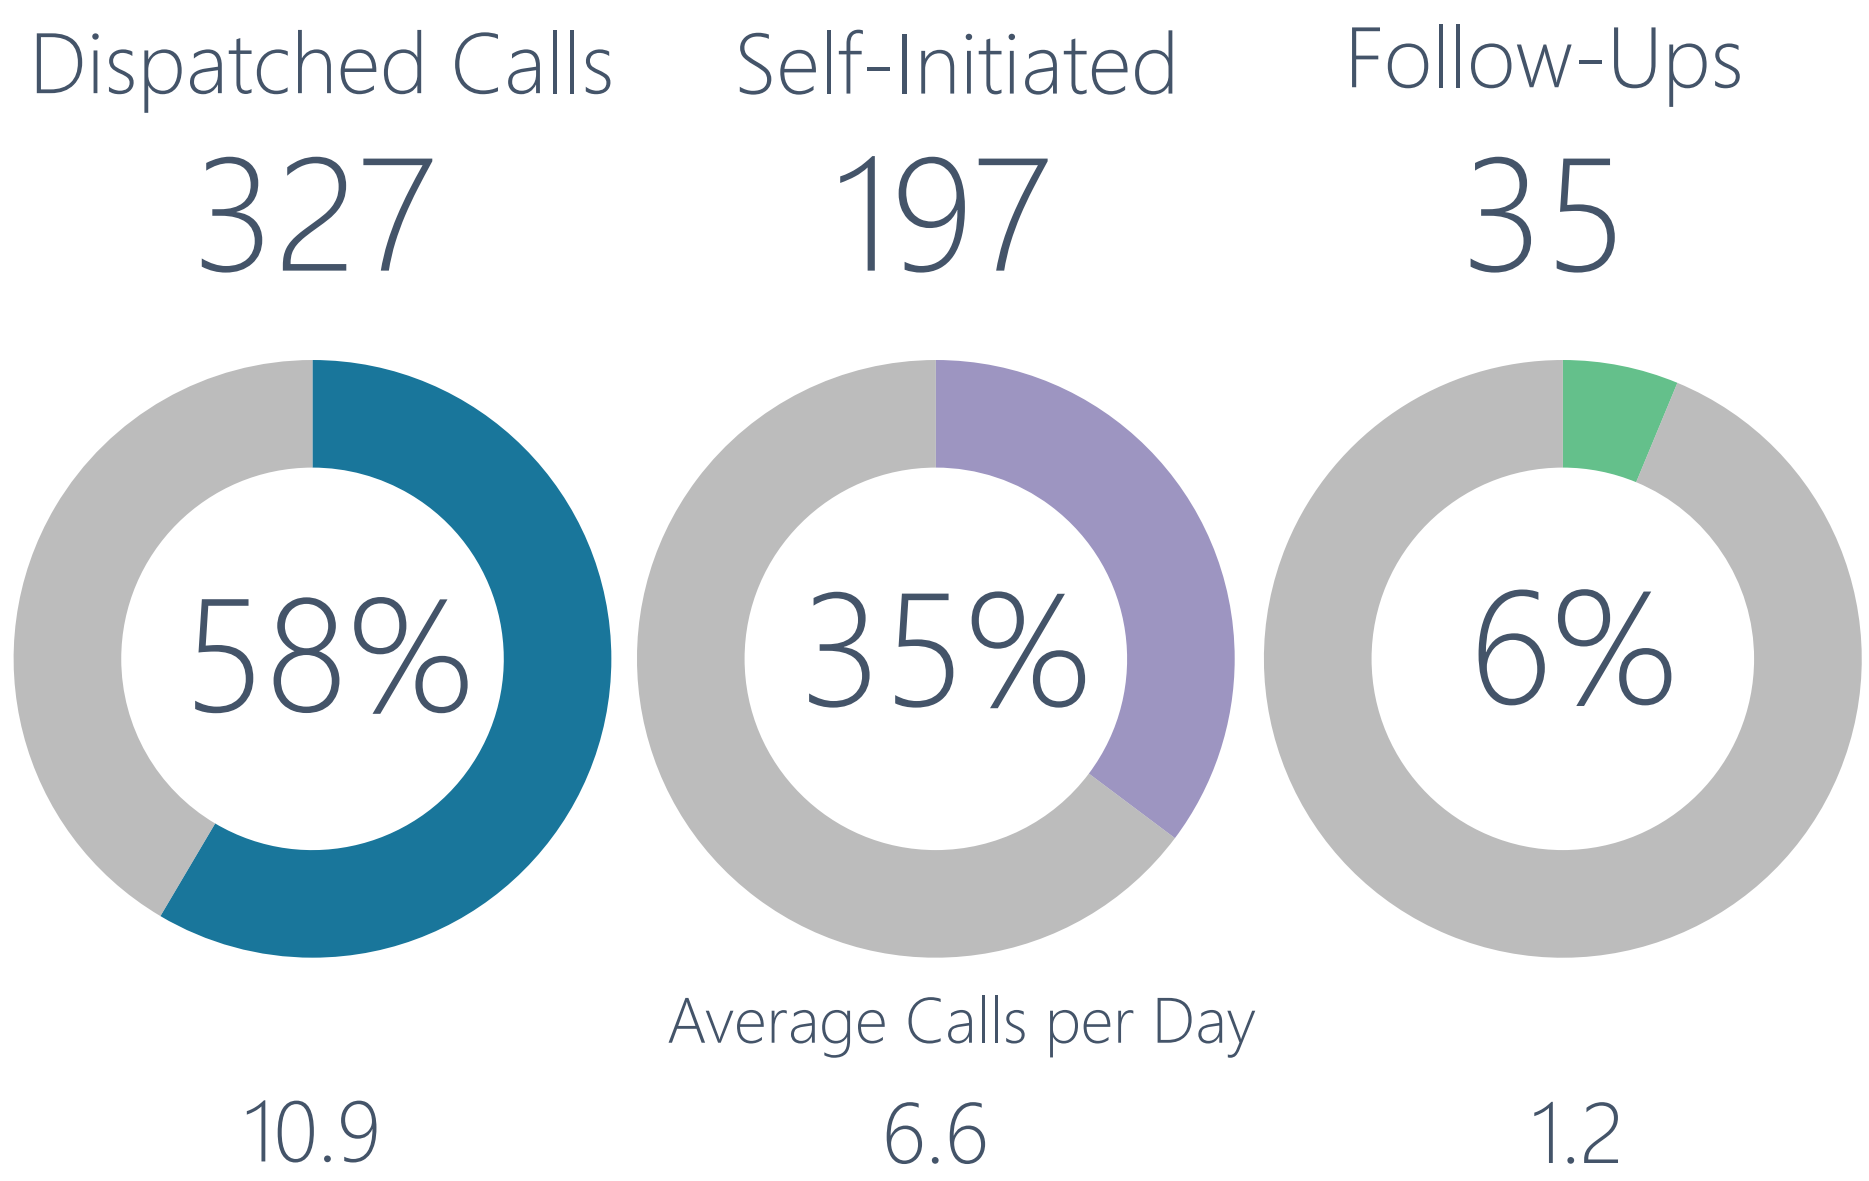 Dispatched Calls
Self-Initiated
Follow-Ups
327
197
35
58%
35%
6%
Average Calls per Day
10.9
6.6
1.2